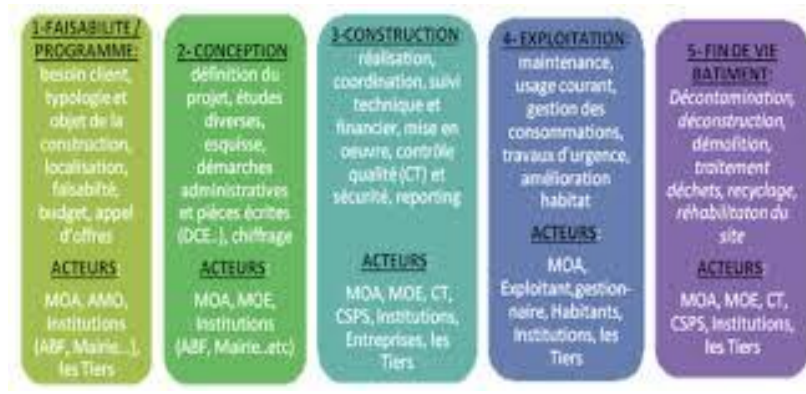 1-FAISABILITE /
PROGRAMME:
besoin client,
typologie et
objet de la
construction,
localisation,
faisabilté,
budget, appel
d'offres
ACTEURS
MOA. AMO,
Institutions
(ABF, Mairie...),
les Tiers
2- CONCEPTION
définition du
projet, études
diverses,
esquisse,
démarches
administratives
et pièces écrites
(DCE..), chiffrage
ACTEURS
MOA, MOE,
Institutions
(ABF, Mairie..etc)
3-CONSTRUCTION
réalisation,
coordination, suivi
technique et
financier, mise en
oeuvre, contrôle
qualité (CT) et
sécurité, reporting
ACTEURS
MOA, MOE, CT,
CSPS, Institutions,
Entreprises, les
Tiers
4- EXPLOITATION:
maintenance,
usage courant,
gestion des
consommations,
travaux d'urgence,
amélioration
habitat
ACTEURS
MOA,
Exploitant,gestion-
naire, Habitants,
Institutions, les
Tiers
5- FIN DE VIE
BATIMENT:
Décontamination,
déconstruction,
démolition,
traitement
déchets, recyclage,
réhabilitaton du
site
ACTEURS
MOA, MOE, CT,
CSPS, Institutions,
les Tiers